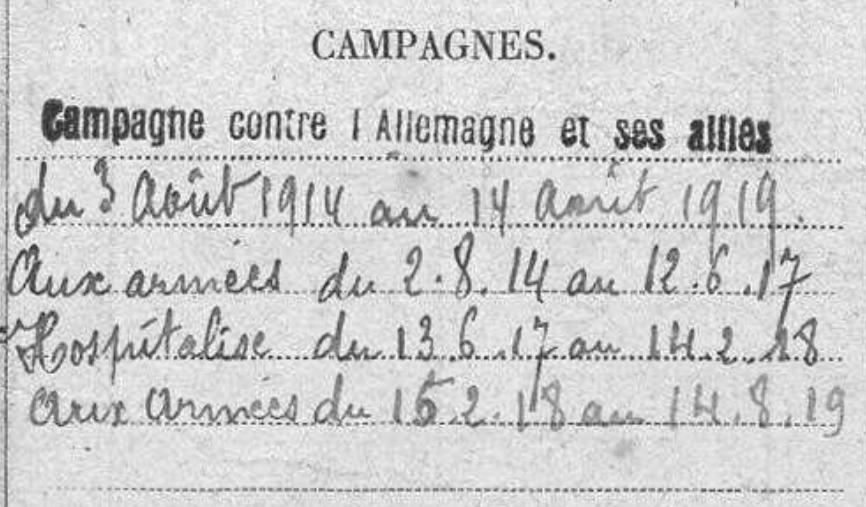 CAMPAGNES.
Campagne contre l Allemagne et ses alliés
du 3 Août 1914 au 14 août 1919.
Aux armées du 2.8.14 au 12.6.17
Hospitalisé du 13.6.17 au 14.2.18
aux armées du 15.2.18 au 14.8.19